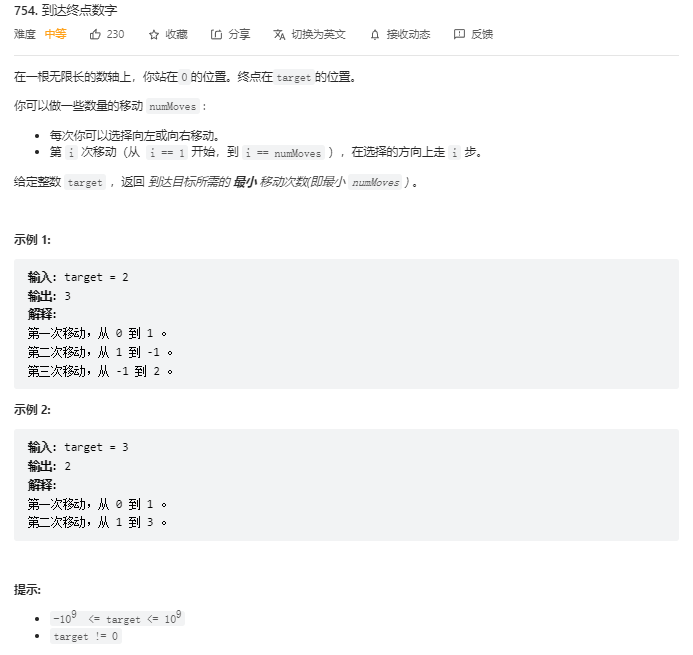 754. 到达终点数字
难度 中等 230 收藏 分享 切换为英文 接收动态 反馈
在一根无限长的数轴上，你站在 0 的位置。终点在 target 的位置。
你可以做一些数量的移动 numMoves :
每次你可以选择向左或向右移动。
第 i 次移动（从 i == 1 开始，到 i == numMoves ），在选择的方向上走 i 步。
给定整数 target ，返回 到达目标所需的 最小 移动次数(即最小 numMoves ) 。
示例 1:
输入: target = 2
输出: 3
解释:
第一次移动，从 0 到 1 。
第二次移动，从 1 到 -1 。
第三次移动，从 -1 到 2 。
示例 2:
输入: target = 3
输出: 2
解释:
第一次移动，从 0 到 1 。
第二次移动，从 1 到 3 。
提示:
-10⁹ <= target <= 10⁹
target != 0